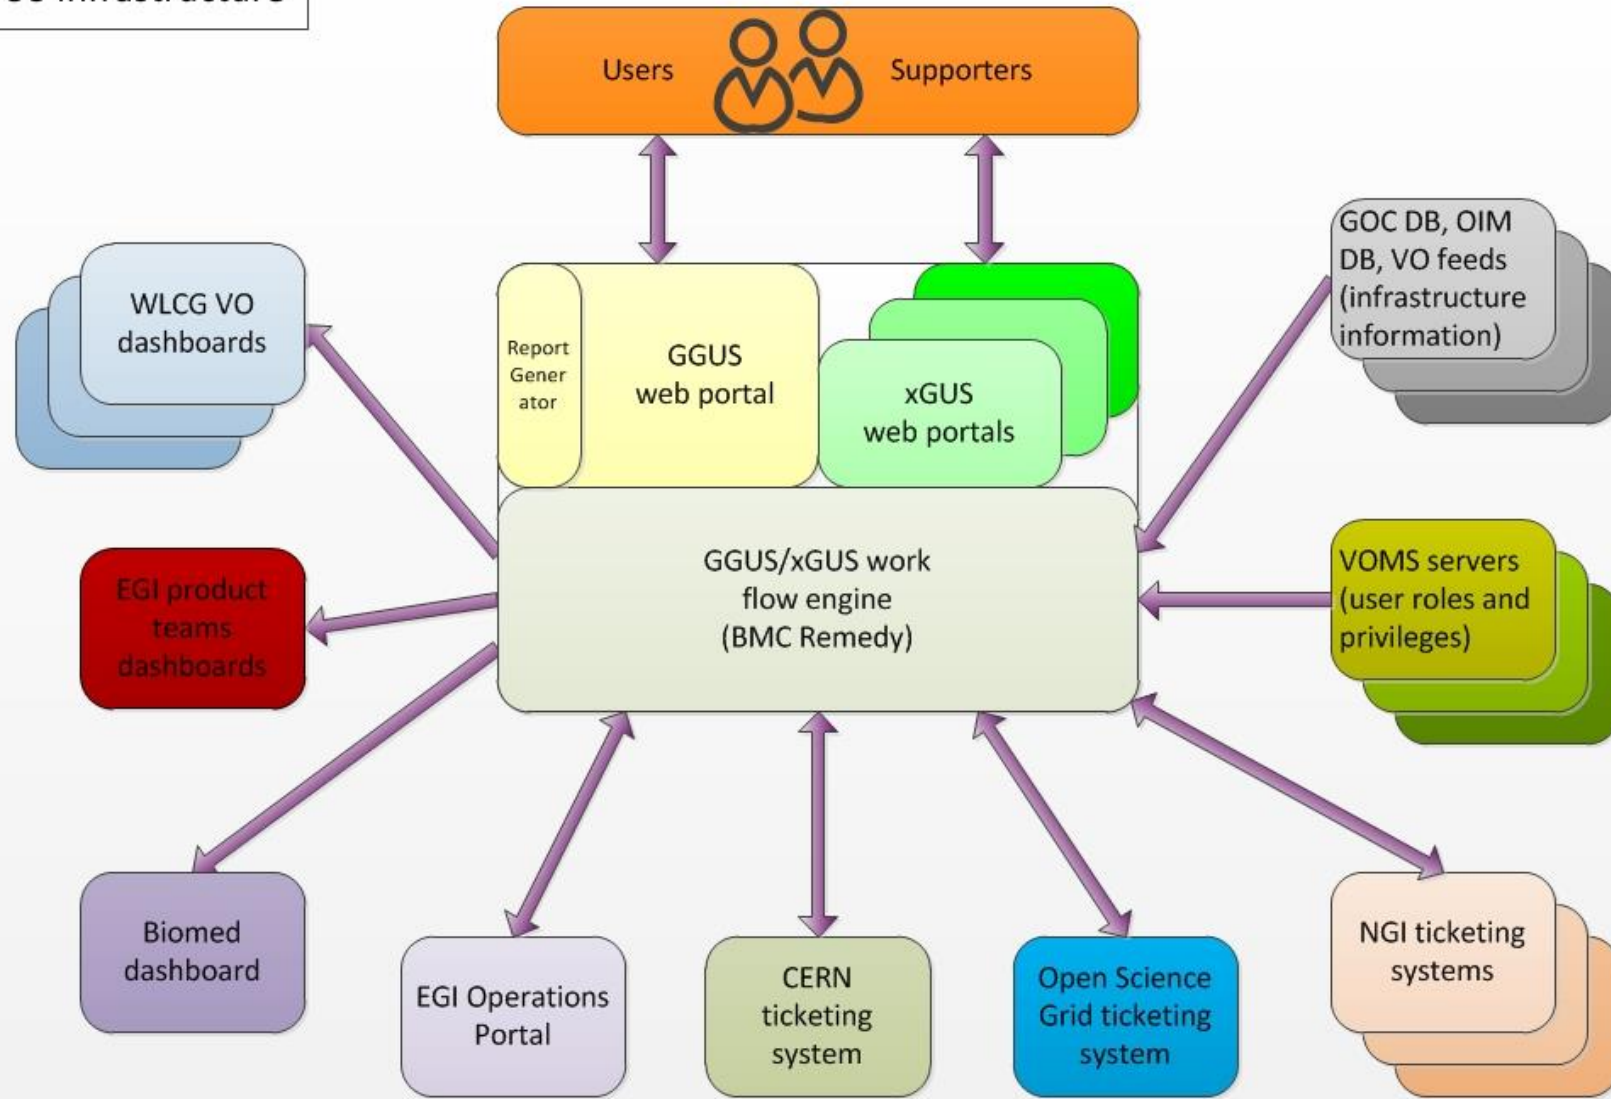 Infrastructure
Users
Supporters
WLCG VO
dashboards
Report
Gener
ator
GGUS
web portal
xGUS
web portals
GOC DB, OIM
DB, VO feeds
(infrastructure
information)
EGI product
teams
dashboards
GGUS/xGUS work
flow engine
(BMC Remedy)
VOMS servers
(user roles and
privileges)
Biomed
dashboard
EGI Operations
Portal
CERN
ticketing
system
Open Science
Grid ticketing
system
NGI ticketing
systems